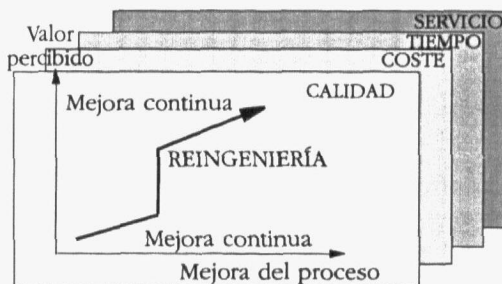 SERVICIO
Valor
TIEMPO
percibido
COSTE
CALIDAD
Mejora continua
REINGENIERÍA
Mejora continua
Mejora del proceso